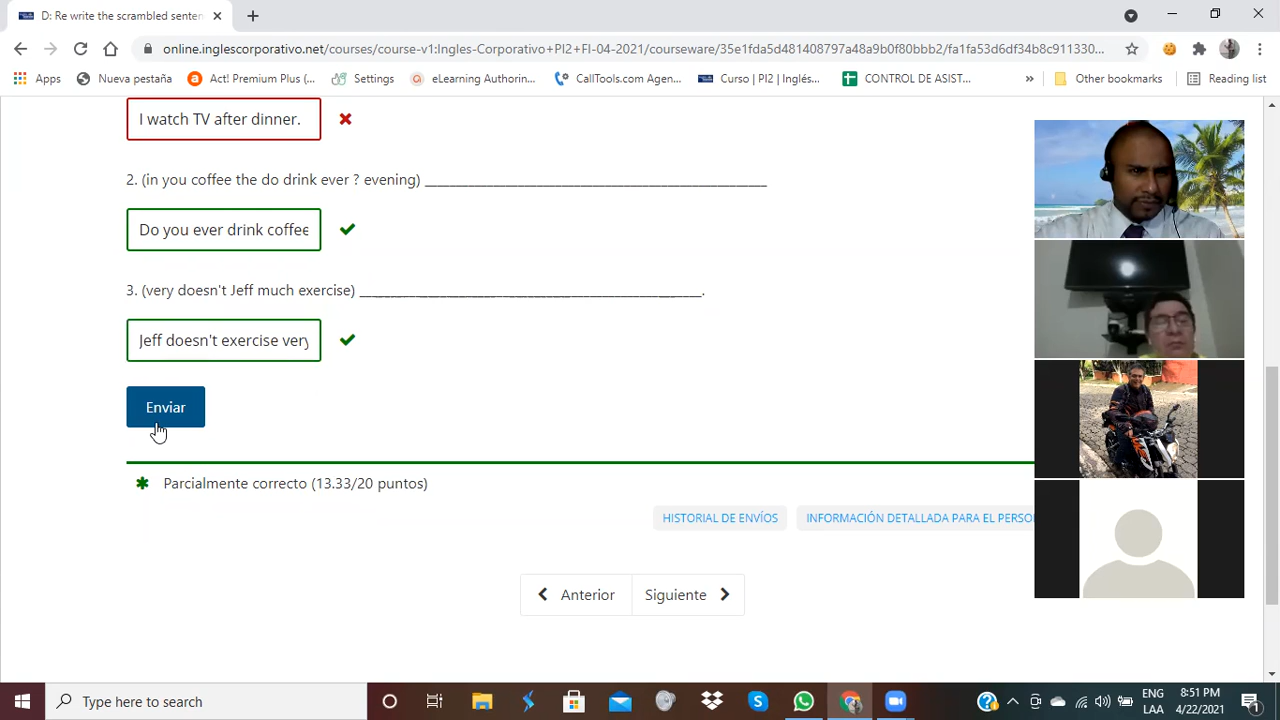 D: Re write the scrambled senten
online.inglescorporativo.net/courses/course-v1:Ingles-Corporativo+PI2+FI-04-2021/courseware/35e1fda5d481408797a48a9b0f80bbb2/fa1fa53d6df34b8c911330...
Apps Nueva pestaña Act! Premium Plus (... Settings eLearning Authorin... CallTools.com Agen... Curso | PI2 | Inglés... CONTROL DE ASIST... » Other bookmarks Reading list
I watch TV after dinner.
2. (in you coffee the do drink ever ? evening) ______________________________________________
Do you ever drink coffee
3. (very doesn't Jeff much exercise) ______________________________________________.
Jeff doesn't exercise very
Enviar
Parcialmente correcto (13.33/20 puntos)
HISTORIAL DE ENVÍOS INFORMACIÓN DETALLADA PARA EL PERSO
Anterior Siguiente
Type here to search
ENG 8:51 PM
LAA 4/22/2021